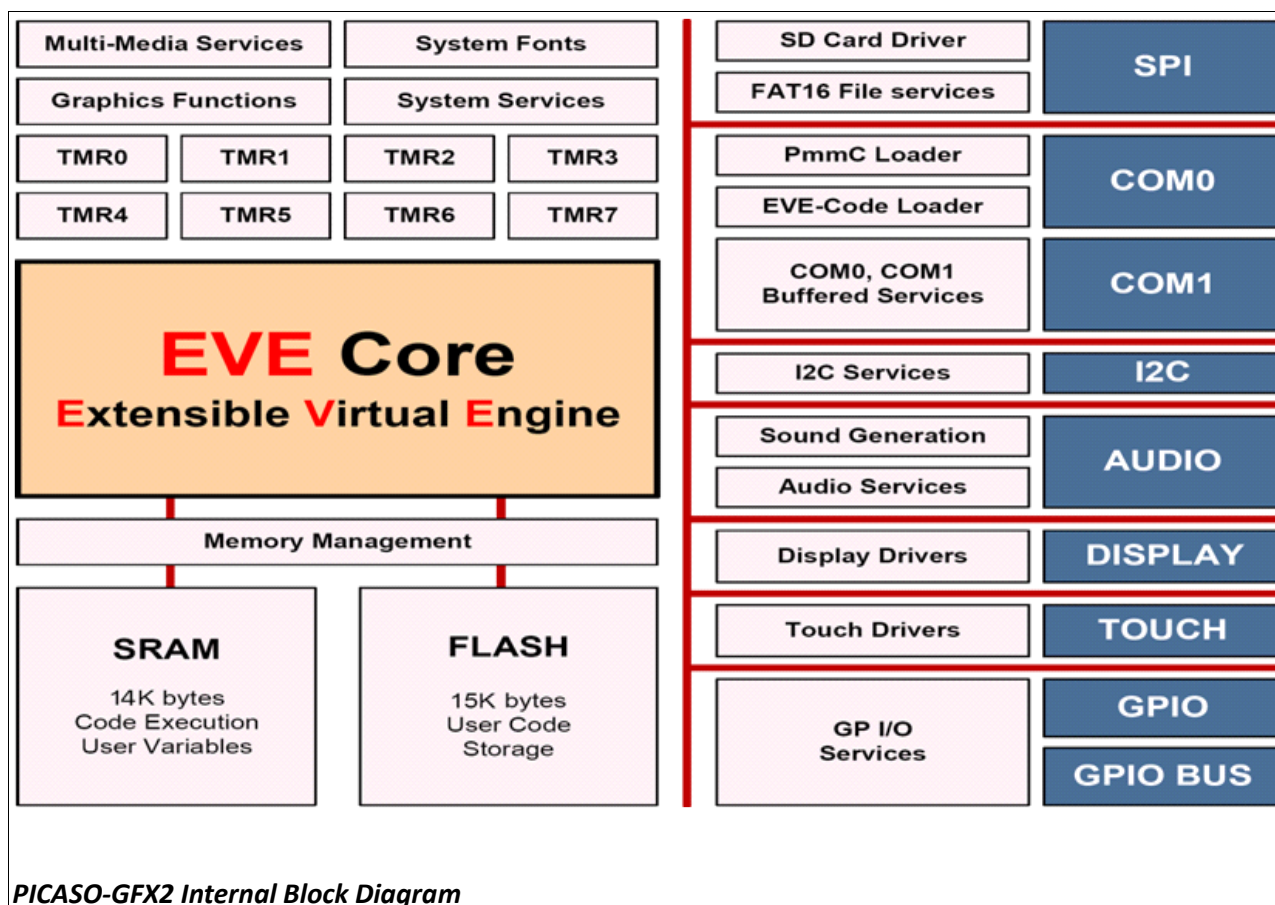 Multi-Media Services
System Fonts
Graphics Functions
System Services
TMR0
TMR1
TMR2
TMR3
TMR4
TMR5
TMR6
TMR7
EVE Core
Extensible Virtual Engine
Memory Management
SRAM
14K bytes
Code Execution
User Variables
FLASH
15K bytes
User Code
Storage
SD Card Driver
FAT16 File services
SPI
PmmC Loader
EVE-Code Loader
COM0
COM0, COM1
Buffered Services
COM1
I2C Services
I2C
Sound Generation
Audio Services
AUDIO
Display Drivers
DISPLAY
Touch Drivers
TOUCH
GP I/O
Services
GPIO
GPIO BUS
PICASO-GFX2 Internal Block Diagram